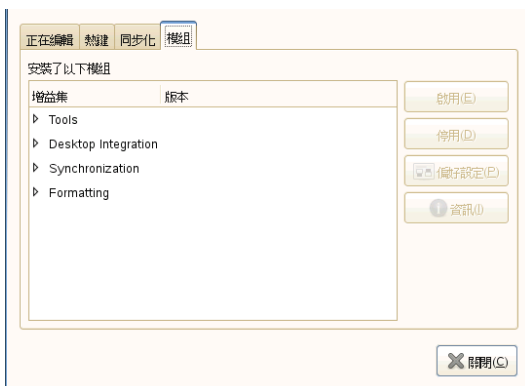 正在編輯 熱鍵 同步化 模組
安裝了以下模組
增益集 版本
Tools
Desktop Integration
Synchronization
Formatting
啟用(E)
停用(D)
偏好設定(P)
資訊(I)
關閉(C)